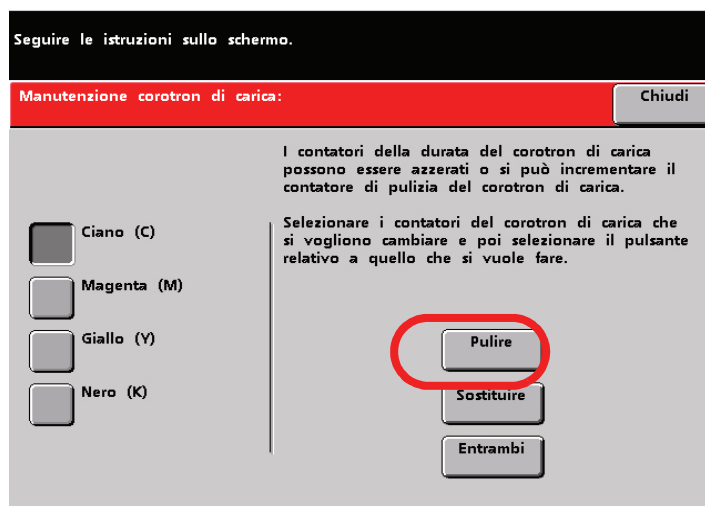 Seguire le istruzioni sullo schermo.
Manutenzione corotron di carica:
Chiudi
I contatori della durata del corotron di carica
possono essere azzerati o si può incrementare il
contatore di pulizia del corotron di carica.
Selezionare i contatori del corotron di carica che
si vogliono cambiare e poi selezionare il pulsante
relativo a quello che si vuole fare.
Ciano (C)
Magenta (M)
Giallo (Y)
Nero (K)
Pulire
Sostituire
Entrambi